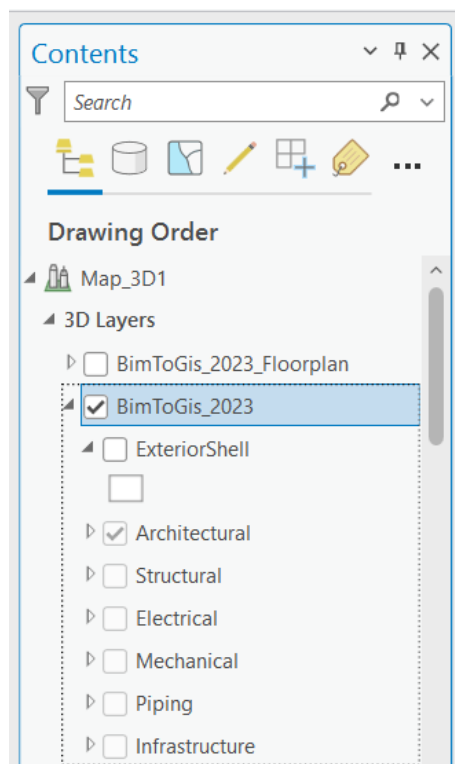 Contents
Search
Drawing Order
Map_3D1
3D Layers
BimToGis_2023_Floorplan
BimToGis_2023
ExteriorShell
Architectural
Structural
Electrical
Mechanical
Piping
Infrastructure